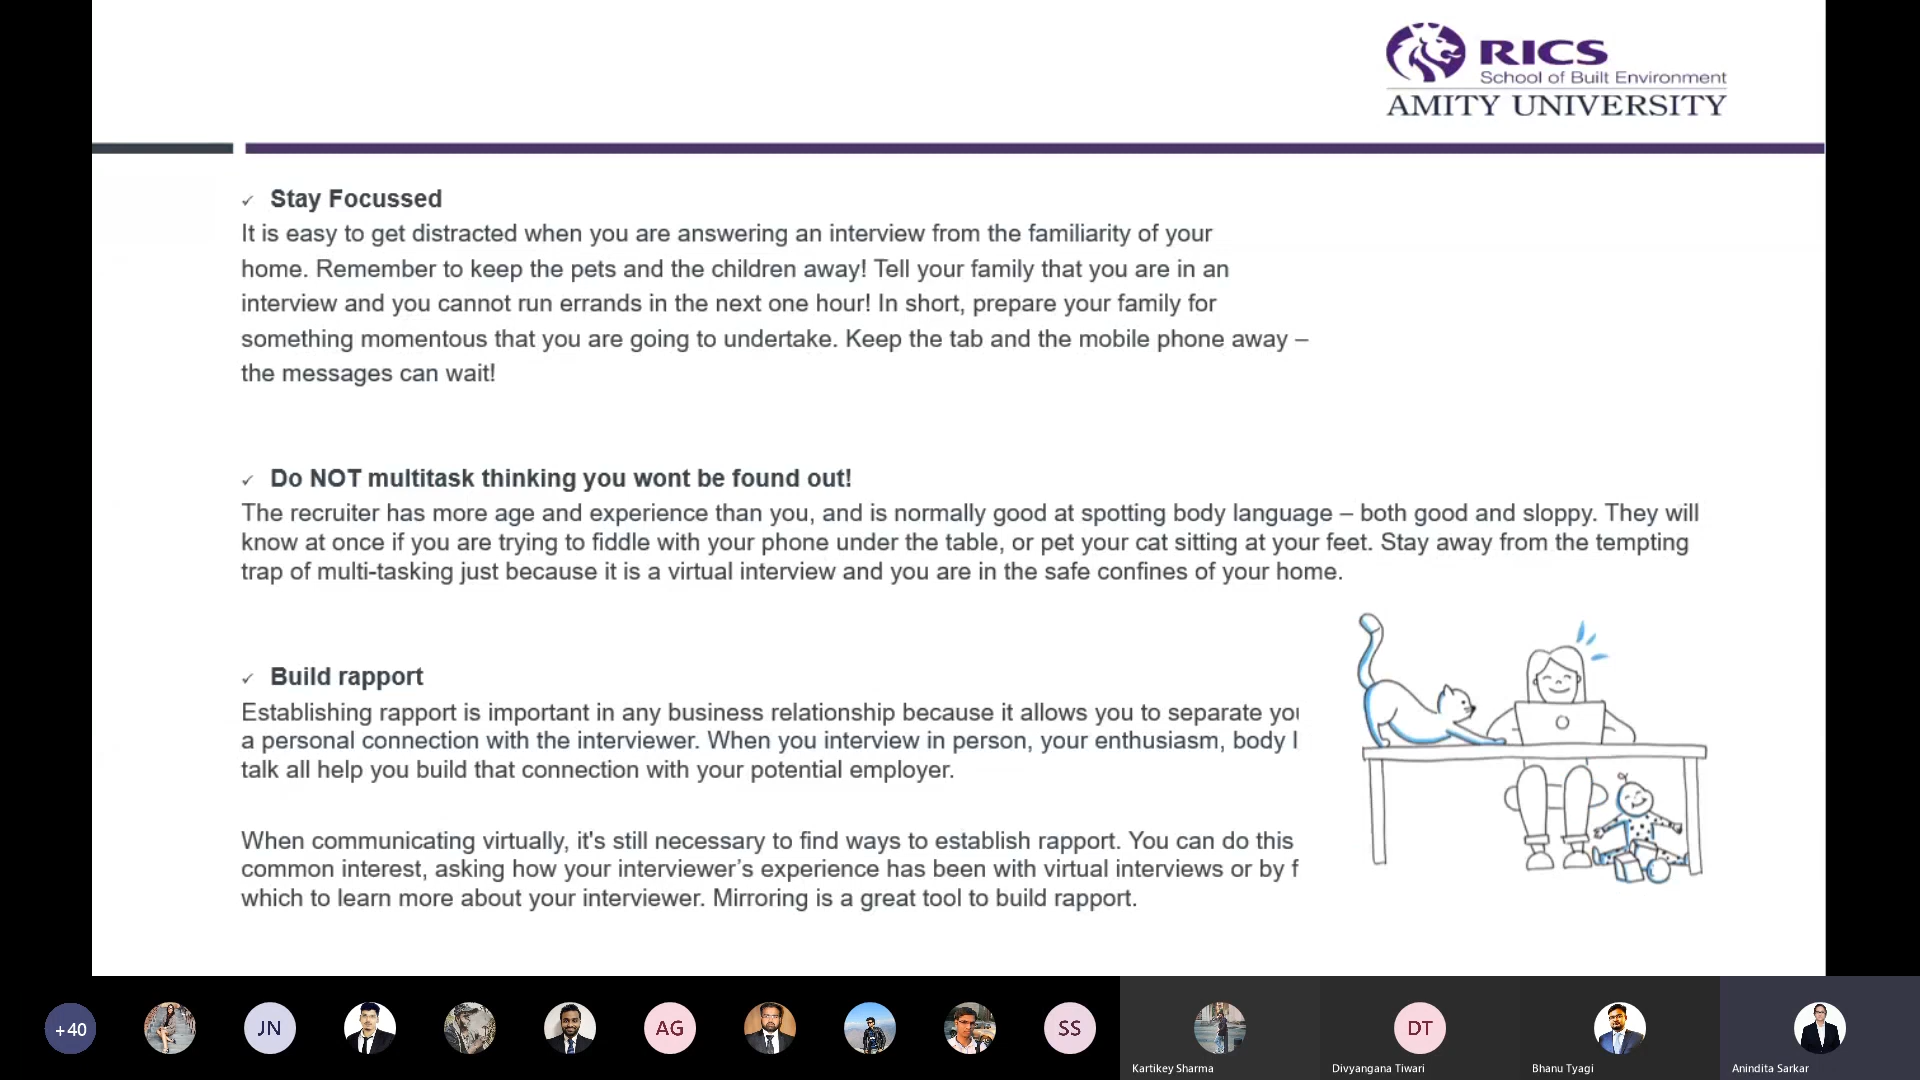 RICS
School of Built Environment
AMITY UNIVERSITY
✓ Stay Focussed
It is easy to get distracted when you are answering an interview from the familiarity of your
home. Remember to keep the pets and the children away! Tell your family that you are in an
interview and you cannot run errands in the next one hour! In short, prepare your family for
something momentous that you are going to undertake. Keep the tab and the mobile phone away –
the messages can wait!
✓ Do NOT multitask thinking you wont be found out!
The recruiter has more age and experience than you, and is normally good at spotting body language – both good and sloppy. They will
know at once if you are trying to fiddle with your phone under the table, or pet your cat sitting at your feet. Stay away from the tempting
trap of multi-tasking just because it is a virtual interview and you are in the safe confines of your home.
✓ Build rapport
Establishing rapport is important in any business relationship because it allows you to separate
a personal connection with the interviewer. When you interview in person, your enthusiasm, body
talk all help you build that connection with your potential employer.
When communicating virtually, it's still necessary to find ways to establish rapport. You can do this
common interest, asking how your interviewer’s experience has been with virtual interviews or by
which to learn more about your interviewer. Mirroring is a great tool to build rapport.
+40
JN
AG
SS
DT
Kartikey Sharma
Divyangana Tiwari
Bhanu Tyagi
Anindita Sarkar